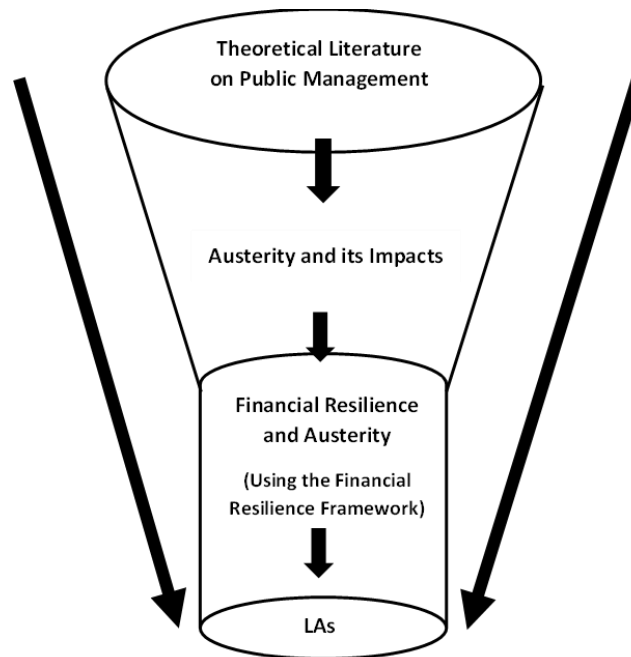 Theoretical Literature
on Public Management
Austerity and its Impacts
Financial Resilience
and Austerity
(Using the Financial
Resilience Framework)
LAs